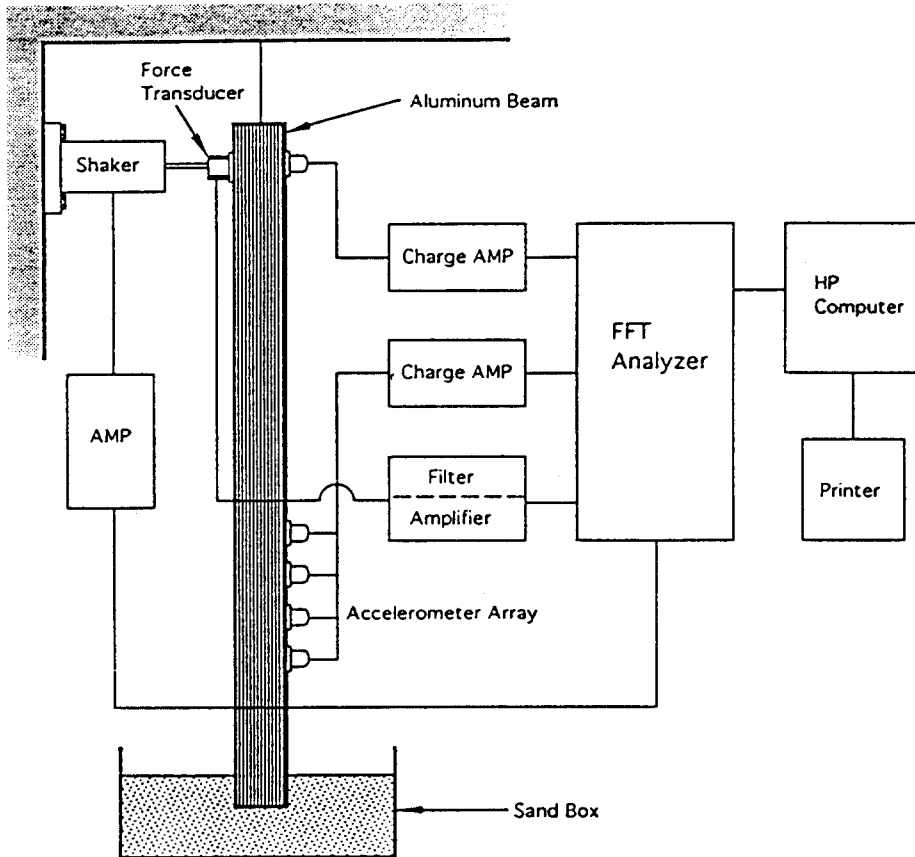 Force
Transducer
Aluminum Beam
Shaker
Charge AMP
HP
Computer
FFT
Analyzer
Charge AMP
AMP
Filter
Amplifier
Printer
Accelerometer Array
Sand Box